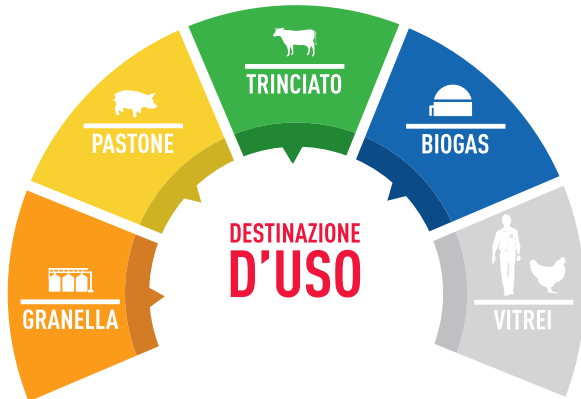 GRANELLA
PASTONE
TRINCIATO
BIOGAS
VITREI
DESTINAZIONE
D'USO